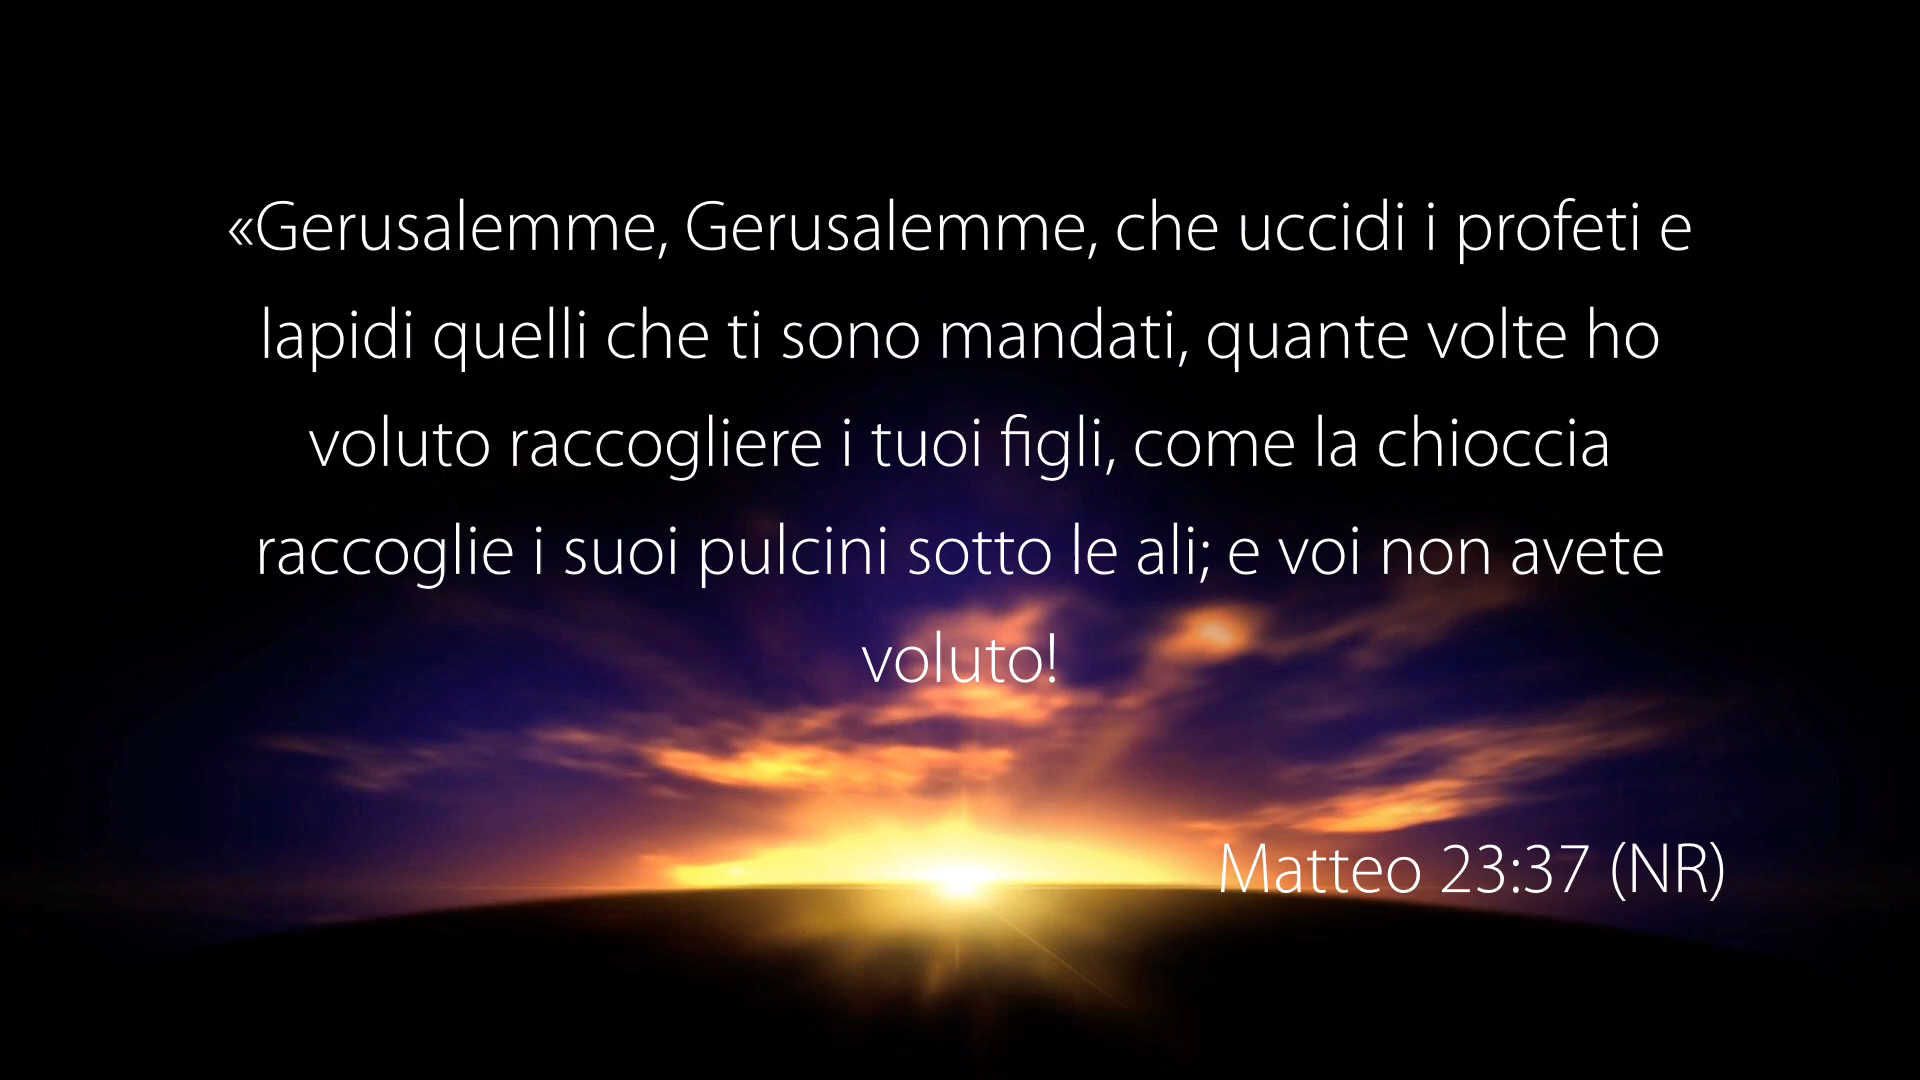 «Gerusalemme, Gerusalemme, che uccidi i profeti e
lapidi quelli che ti sono mandati, quante volte ho
voluto raccogliere i tuoi figli, come la chioccia
raccoglie i suoi pulcini sotto le ali; e voi non avete
voluto!
Matteo 23:37 (NR)